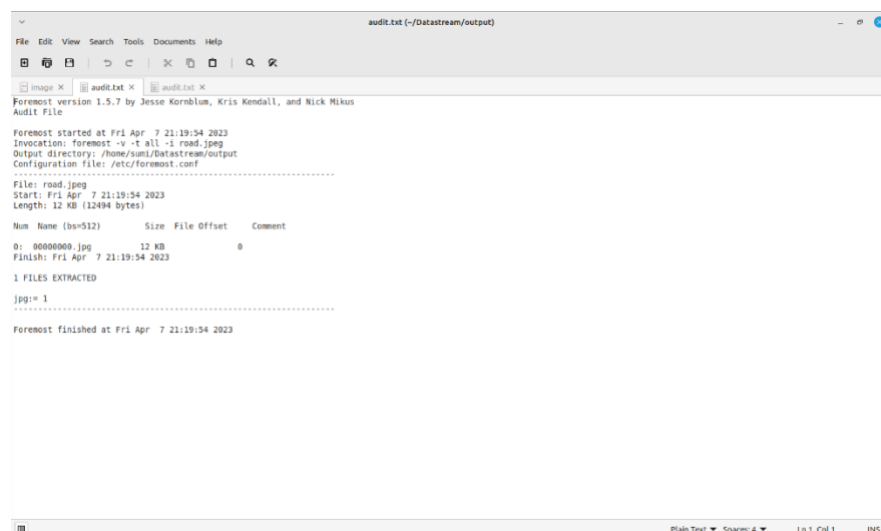 audit.txt (~/Datastream/output)
File Edit View Search Tools Documents Help
image × audit.txt × audit.txt ×
Foremost version 1.5.7 by Jesse Kornblum, Kris Kendall, and Nick Mikus
Audit File
Foremost started at Fri Apr 7 21:19:54 2023
Invocation: foremost -v -t all -i road.jpeg
Output directory: /home/sumi/Datastream/output
Configuration file: /etc/foremost.conf
------------------------------------------------------------------
File: road.jpeg
Start: Fri Apr 7 21:19:54 2023
Length: 12 KB (12494 bytes)
Num Name (bs=512) Size File Offset Comment
0: 00000000.jpg 12 KB 0
Finish: Fri Apr 7 21:19:54 2023
1 FILES EXTRACTED
jpg:= 1
------------------------------------------------------------------
Foremost finished at Fri Apr 7 21:19:54 2023
Plain Text ▼ Spaces: 4 ▼ Ln 1, Col 1 INS